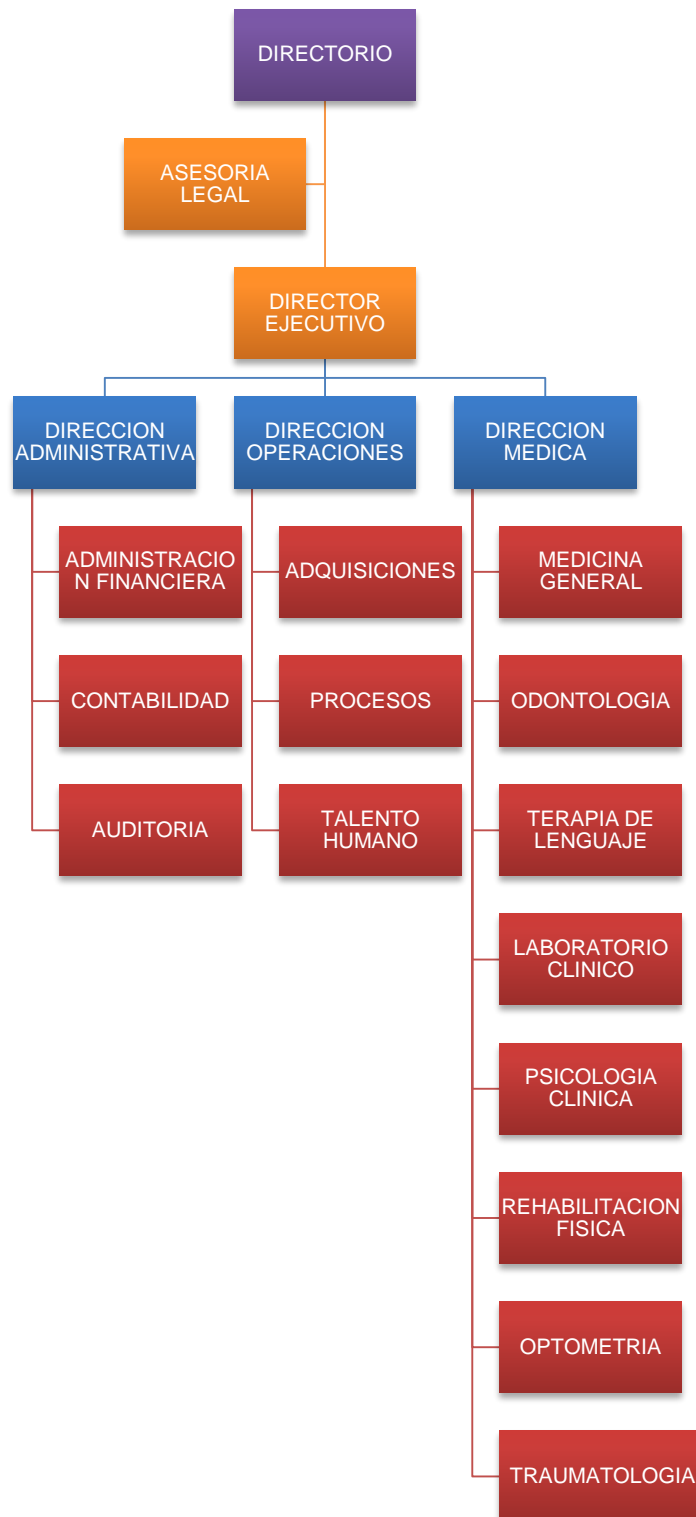 DIRECTORIO
ASESORIA
LEGAL
DIRECTOR
EJECUTIVO
DIRECCION
ADMINISTRATIVA
ADMINISTRACIO
N FINANCIERA
CONTABILIDAD
AUDITORIA
DIRECCION
OPERACIONES
ADQUISICIONES
PROCESOS
TALENTO
HUMANO
DIRECCION
MEDICA
MEDICINA
GENERAL
ODONTOLOGIA
TERAPIA DE
LENGUAJE
LABORATORIO
CLINICO
PSICOLOGIA
CLINICA
REHABILITACION
FISICA
OPTOMETRIA
TRAUMATOLOGIA